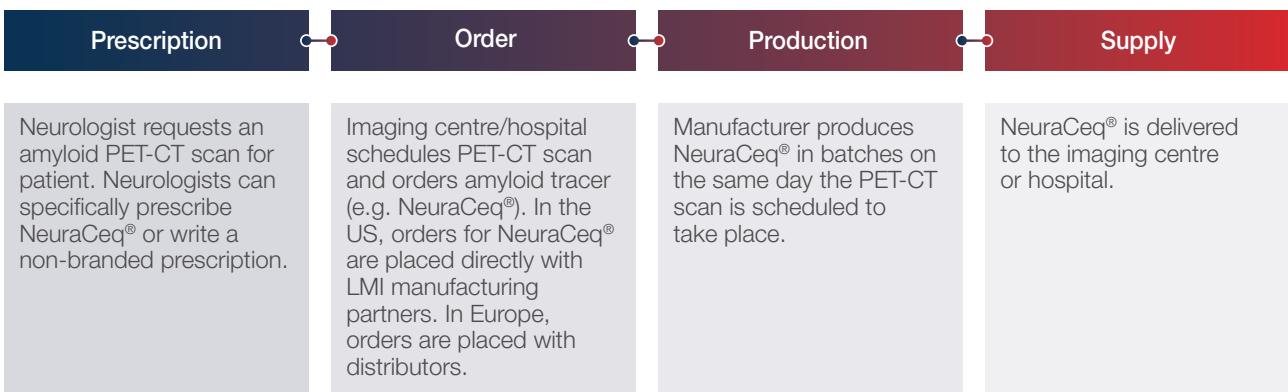 Prescription
Order
Production
Supply
Neurologist requests an
amyloid PET-CT scan for
patient. Neurologists can
specifically prescribe
NeuraCeq® or write a
non-branded prescription.
Imaging centre/hospital
schedules PET-CT scan
and orders amyloid tracer
(e.g. NeuraCeq®). In the
US, orders for NeuraCeq®
are placed directly with
LMI manufacturing
partners. In Europe,
orders are placed with
distributors.
Manufacturer produces
NeuraCeq® in batches on
the same day the PET-CT
scan is scheduled to
take place.
NeuraCeq® is delivered
to the imaging centre
or hospital.